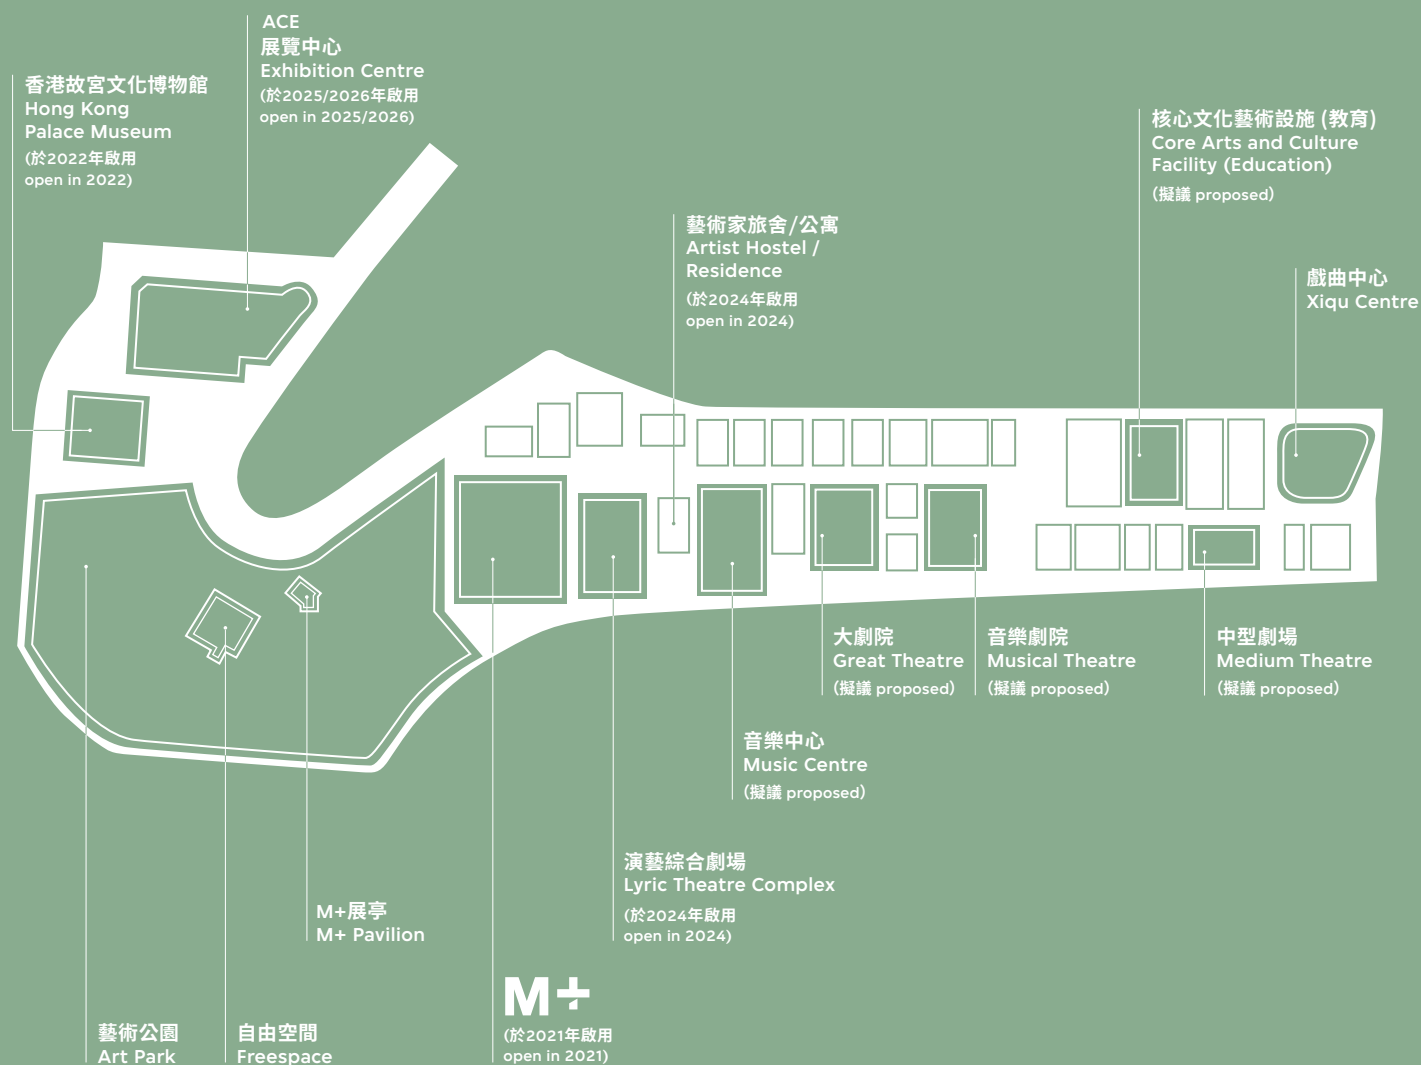 ACE
展覽中心
Exhibition Centre
(於2025/2026年啟用
open in 2025/2026)
香港故宮文化博物館
Hong Kong
Palace Museum
(於2022年啟用
open in 2022)
核心文化藝術設施 (教育)
Core Arts and Culture
Facility (Education)
(擬議 proposed)
藝術家旅舍/公寓
Artist Hostel /
Residence
(於2024年啟用
open in 2024)
戲曲中心
Xiqu Centre
大劇院
Great Theatre
(擬議 proposed)
音樂劇院
Musical Theatre
(擬議 proposed)
中型劇場
Medium Theatre
(擬議 proposed)
音樂中心
Music Centre
(擬議 proposed)
演藝綜合劇場
Lyric Theatre Complex
(於2024年啟用
open in 2024)
M+展亭
M+ Pavilion
M+
(於2021年啟用
open in 2021)
藝術公園
Art Park
自由空間
Freespace